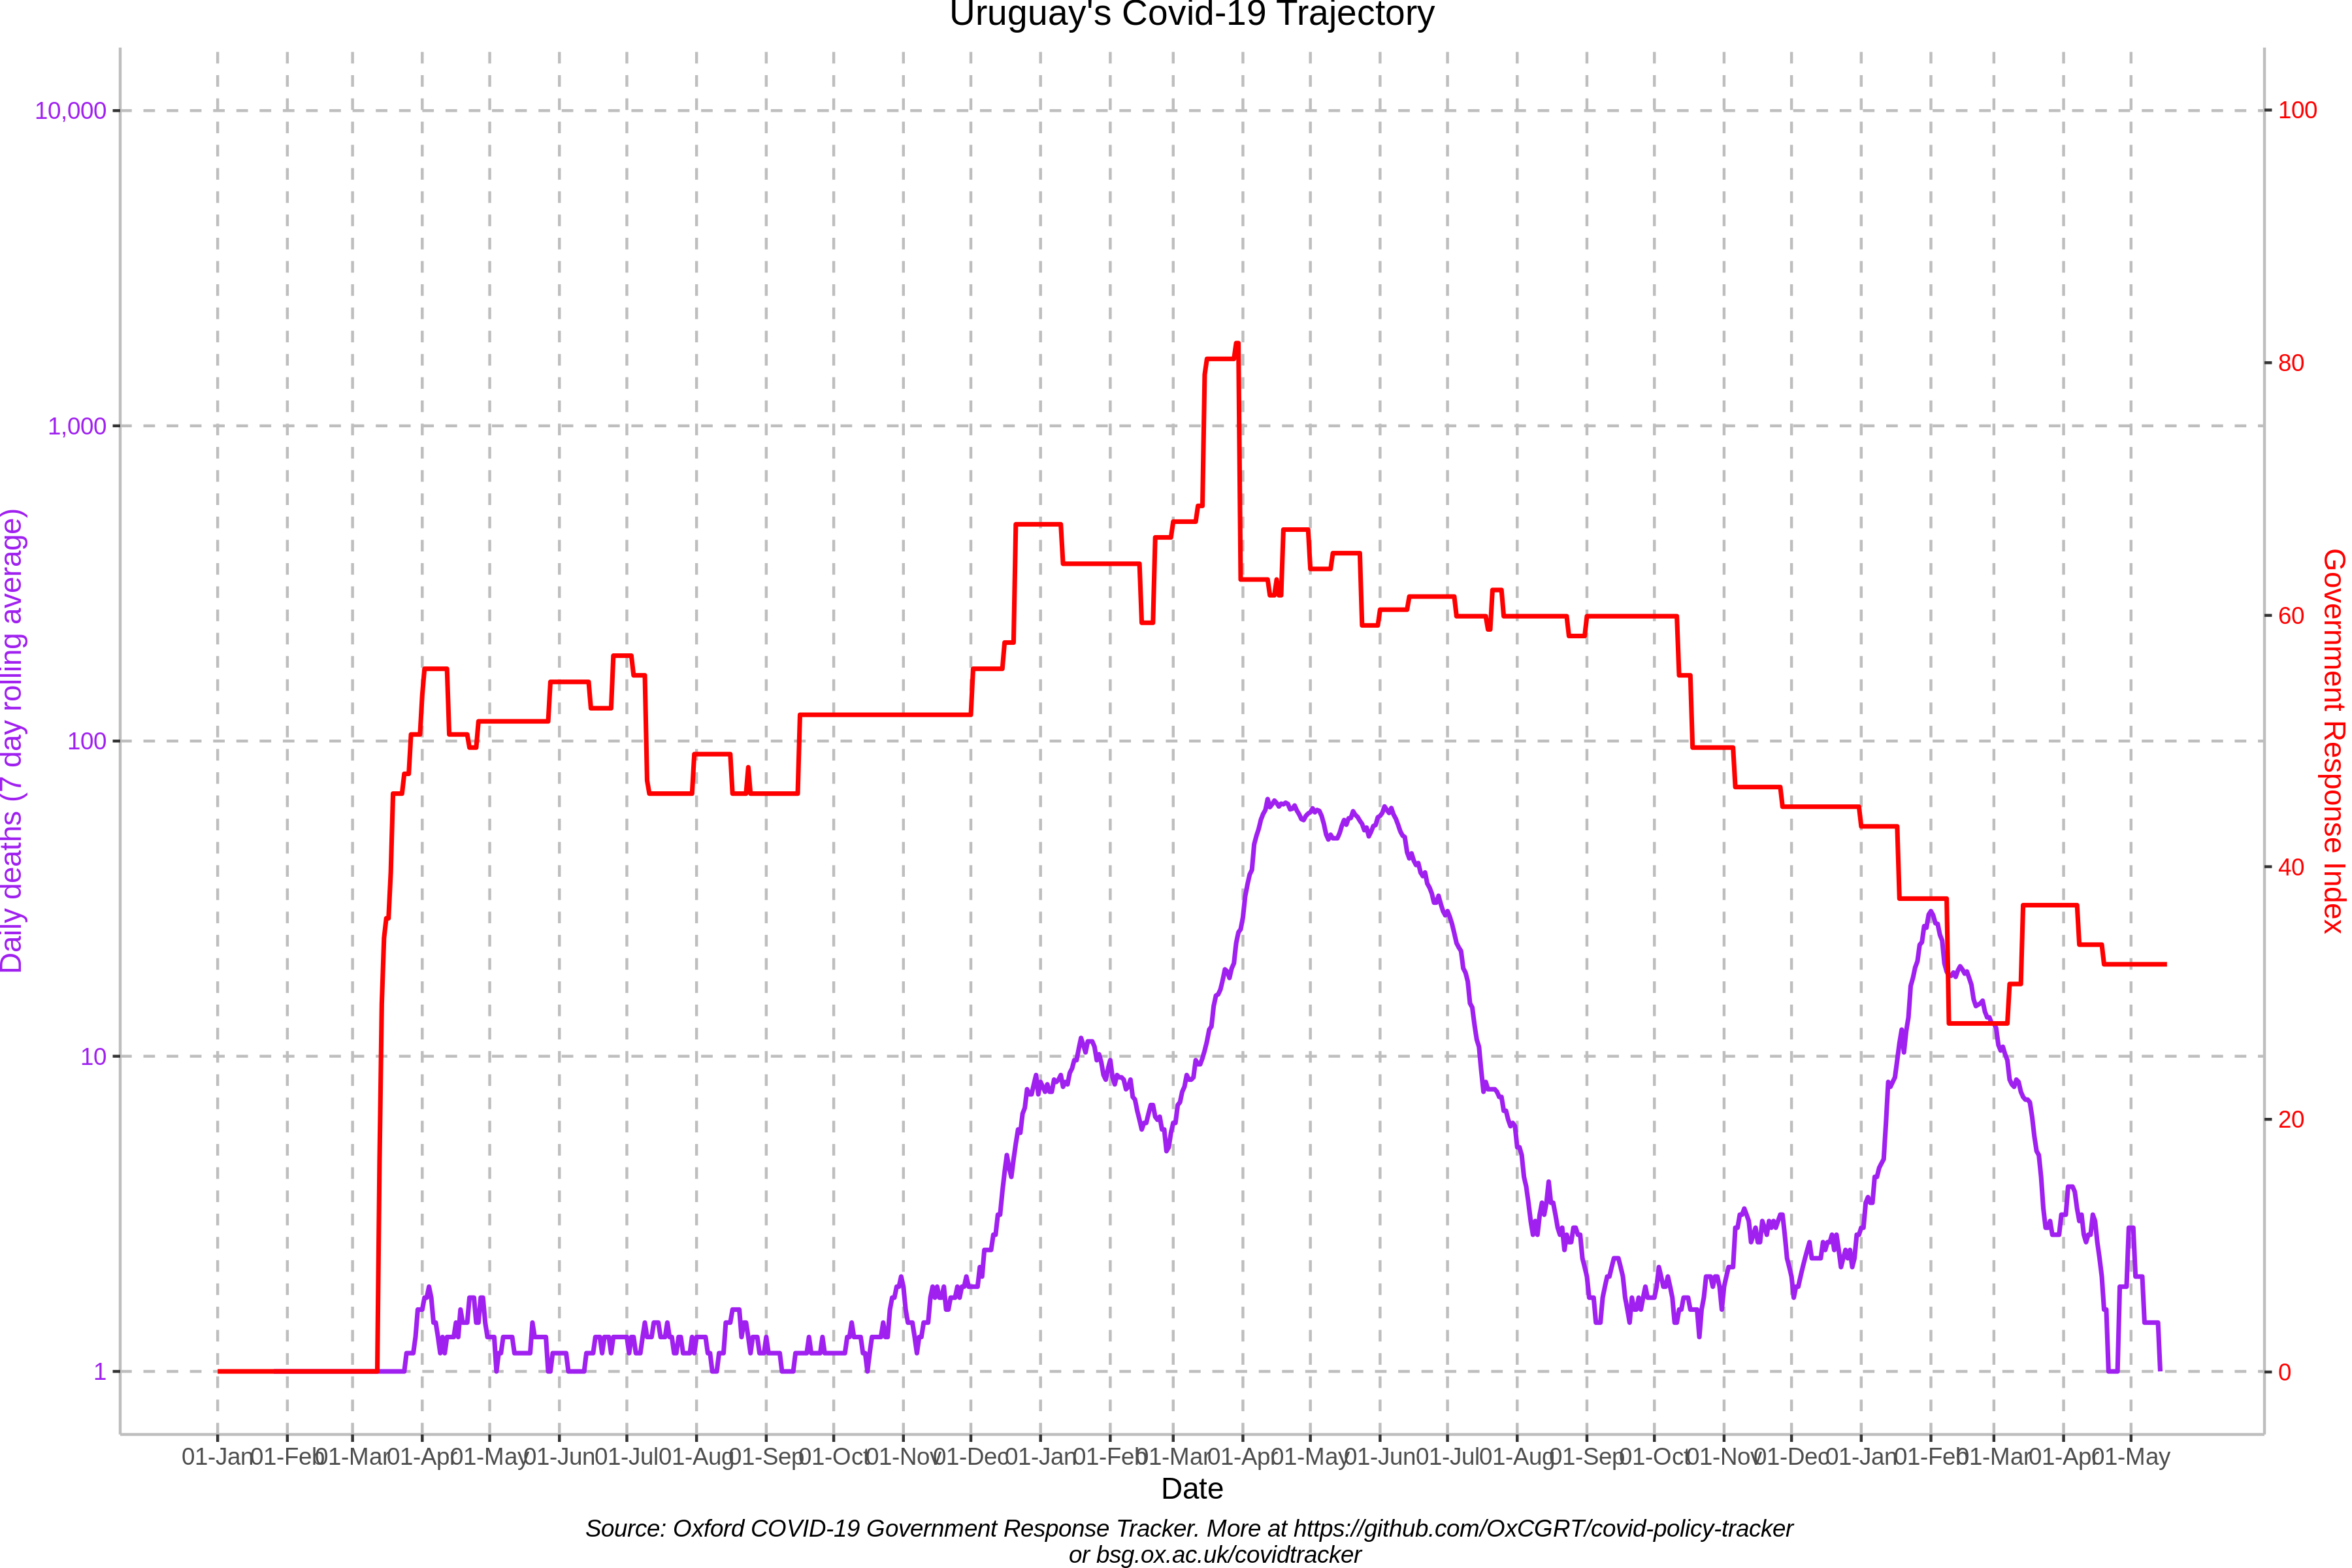 Uruguay's Covid-19 Trajectory
10,000
1,000
100
10
1
Daily deaths (7 day rolling average)
100
80
60
40
20
0
Government Response Index
01-Jan 01-Feb 01-Mar 01-Apr 01-May 01-Jun 01-Jul 01-Aug 01-Sep 01-Oct 01-Nov 01-Dec 01-Jan 01-Feb 01-Mar 01-Apr 01-May 01-Jun 01-Jul 01-Aug 01-Sep 01-Oct 01-Nov 01-Dec 01-Jan 01-Feb 01-Mar 01-Apr 01-May
Date
Source: Oxford COVID-19 Government Response Tracker. More at https://github.com/OxCGRT/covid-policy-tracker
or bsg.ox.ac.uk/covidtracker